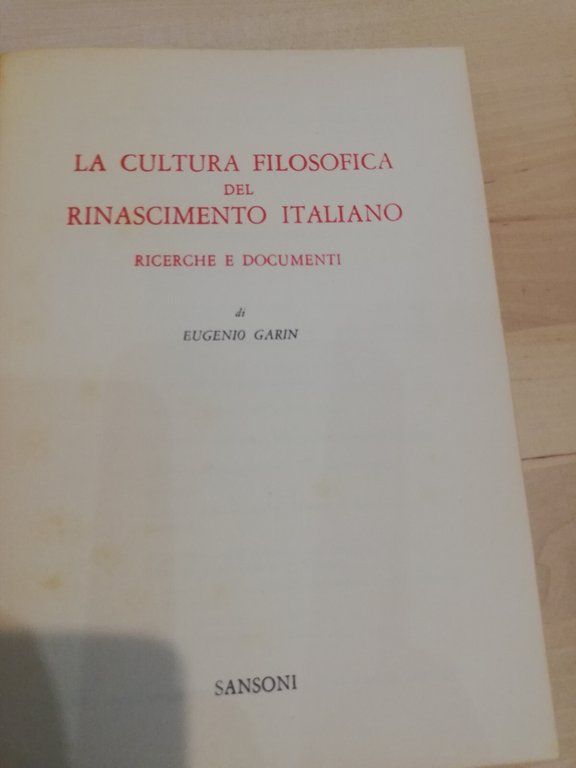 LA CULTURA FILOSOFICA
DEL
RINASCIMENTO ITALIANO
RICERCHE E DOCUMENTI
di
EUGENIO GARIN
SANSONI